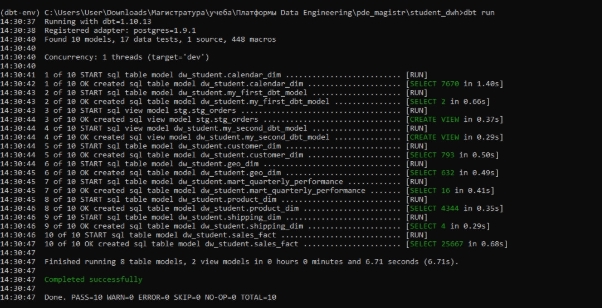 (dbt-env) C:\Users\User\Downloads\Магистратура\учеба\Платформы Data Engineering\pde_magistr\student_dwh>dbt run
14:30:37  Running with dbt=1.10.13
14:30:38  Registered adapter: postgres=1.9.1
14:30:40  Found 10 models, 17 data tests, 1 source, 448 macros
14:30:40
14:30:40  Concurrency: 1 threads (target='dev')
14:30:40
14:30:41  1 of 10 START sql table model dw_student.calendar_dim .......................... [RUN]
14:30:42  1 of 10 OK created sql table model dw_student.calendar_dim ..................... [SELECT 7670 in 1.40s]
14:30:42  2 of 10 START sql table model dw_student.my_first_dbt_model .................... [RUN]
14:30:43  2 of 10 OK created sql table model dw_student.my_first_dbt_model ............... [SELECT 2 in 0.66s]
14:30:43  3 of 10 START sql view model stg.stg_orders .................................... [RUN]
14:30:44  3 of 10 OK created sql view model stg.stg_orders ............................... [CREATE VIEW in 0.37s]
14:30:44  4 of 10 START sql view model dw_student.my_second_dbt_model .................... [RUN]
14:30:44  4 of 10 OK created sql view model dw_student.my_second_dbt_model ............... [CREATE VIEW in 0.29s]
14:30:44  5 of 10 START sql table model dw_student.customer_dim .......................... [RUN]
14:30:45  5 of 10 OK created sql table model dw_student.customer_dim ..................... [SELECT 793 in 0.50s]
14:30:45  6 of 10 START sql table model dw_student.geo_dim ............................... [RUN]
14:30:45  6 of 10 OK created sql table model dw_student.geo_dim .......................... [SELECT 632 in 0.49s]
14:30:45  7 of 10 START sql table model dw_student.mart_quarterly_performance ............ [RUN]
14:30:46  7 of 10 OK created sql table model dw_student.mart_quarterly_performance ....... [SELECT 16 in 0.41s]
14:30:46  8 of 10 START sql table model dw_student.product_dim ........................... [RUN]
14:30:46  8 of 10 OK created sql table model dw_student.product_dim ...................... [SELECT 4344 in 0.35s]
14:30:46  9 of 10 START sql table model dw_student.shipping_dim .......................... [RUN]
14:30:46  9 of 10 OK created sql table model dw_student.shipping_dim ..................... [SELECT 4 in 0.29s]
14:30:46  10 of 10 START sql table model dw_student.sales_fact ........................... [RUN]
14:30:47  10 of 10 OK created sql table model dw_student.sales_fact ...................... [SELECT 25667 in 0.68s]
14:30:47
14:30:47  Finished running 8 table models, 2 view models in 0 hours 0 minutes and 6.71 seconds (6.71s).
14:30:47
14:30:47  Completed successfully
14:30:47
14:30:47  Done. PASS=10 WARN=0 ERROR=0 SKIP=0 NO-OP=0 TOTAL=10